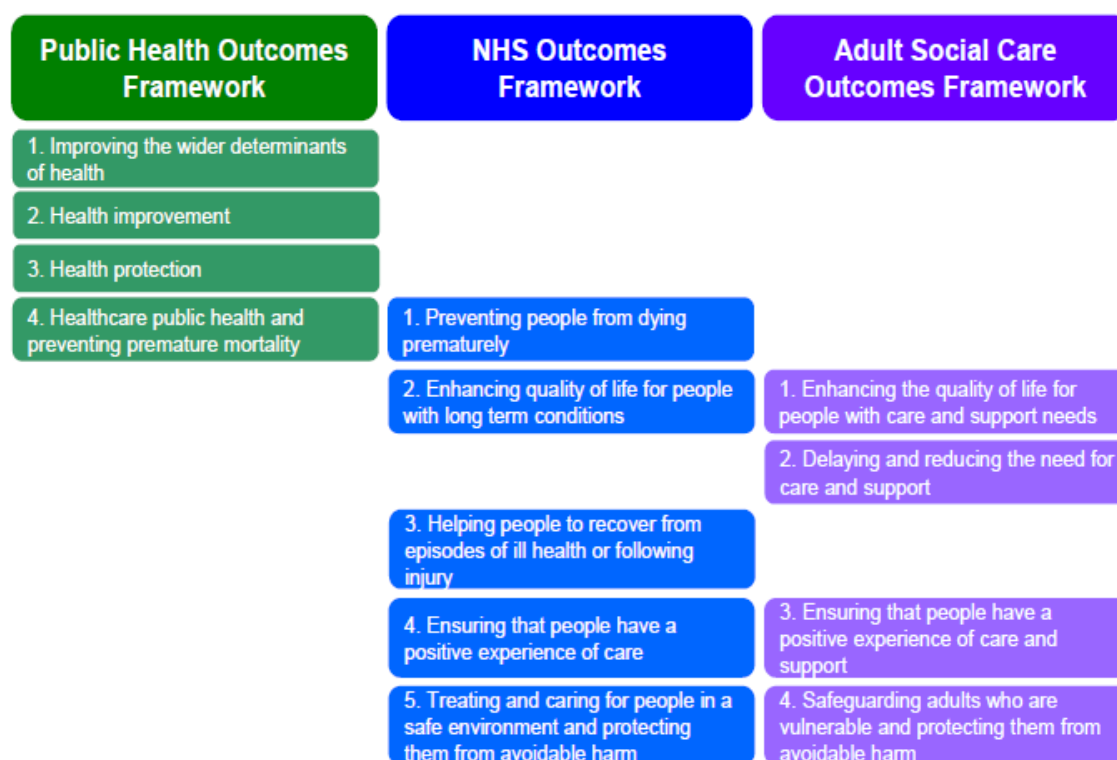 Public Health Outcomes
Framework
NHS Outcomes
Framework
Adult Social Care
Outcomes Framework
1. Improving the wider determinants
of health
2. Health improvement
3. Health protection
4. Healthcare public health and
preventing premature mortality
1. Preventing people from dying
prematurely
2. Enhancing quality of life for people
with long term conditions
1. Enhancing the quality of life for
people with care and support needs
2. Delaying and reducing the need for
care and support
3. Helping people to recover from
episodes of ill health or following
injury
4. Ensuring that people have a
positive experience of care
3. Ensuring that people have a
positive experience of care and
support
5. Treating and caring for people in a
safe environment and protecting
them from avoidable harm
4. Safeguarding adults who are
vulnerable and protecting them from
avoidable harm